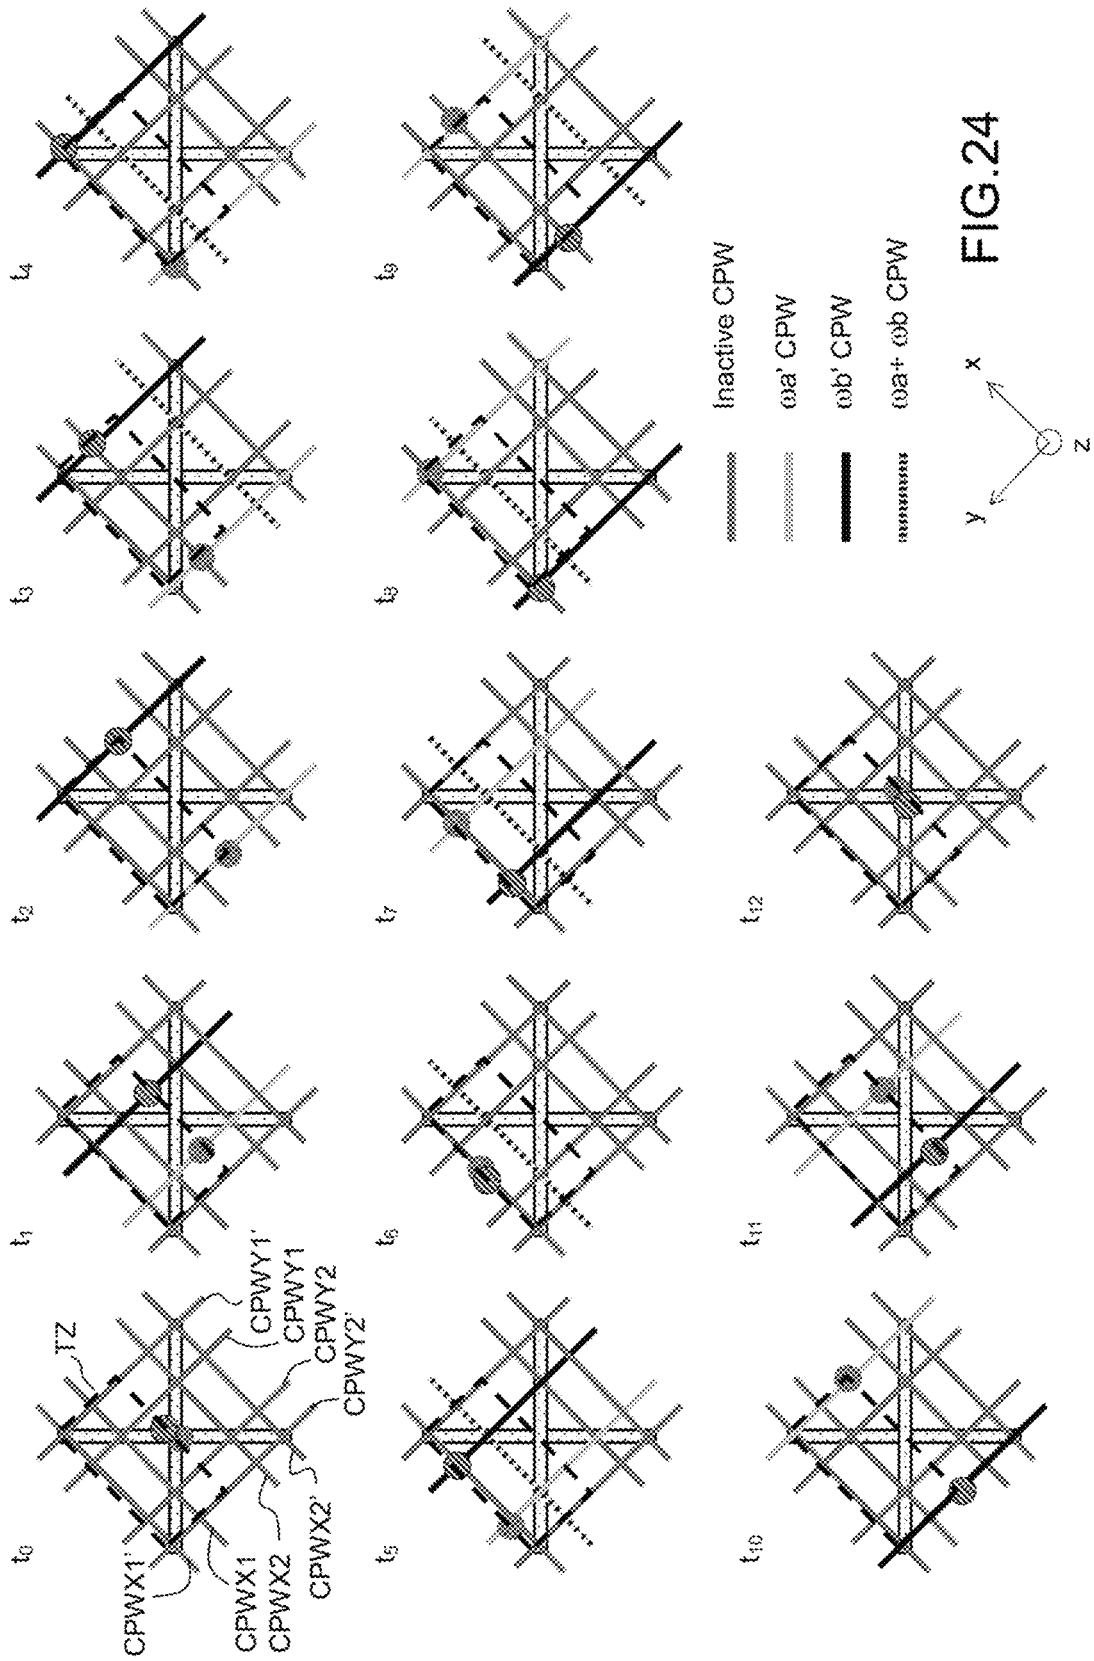 t0
t1
t2
t3
t4
CPWX1'
TZ
CPWX1
CPWX2
CPWX2'
CPWY1'
CPWY1
CPWY2
CPWY2'
t5
t6
t7
t8
t9
t10
t11
t12
Inactive CPW
ωa' CPW
ωb' CPW
ωa+ ωb CPW
y
x
z
FIG.24